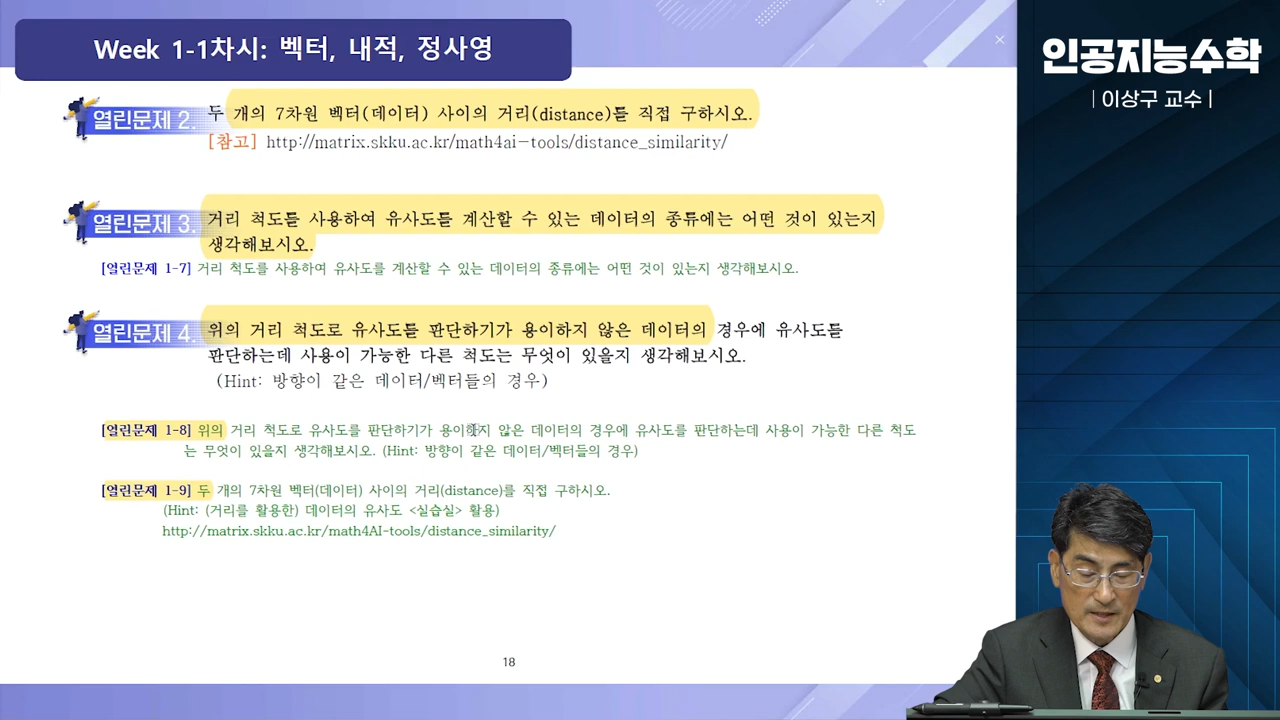 Week 1-1차시: 벡터, 내적, 정사영
인공지능수학
| 이상구 교수 |
열린문제 2. 두 개의 7차원 벡터(데이터) 사이의 거리(distance)를 직접 구하시오.
[참고] http://matrix.skku.ac.kr/math4ai-tools/distance_similarity/
열린문제 3. 거리 척도를 사용하여 유사도를 계산할 수 있는 데이터의 종류에는 어떤 것이 있는지
생각해보시오.
[열린문제 1-7] 거리 척도를 사용하여 유사도를 계산할 수 있는 데이터의 종류에는 어떤 것이 있는지 생각해보시오.
열린문제 4. 위의 거리 척도로 유사도를 판단하기가 용이하지 않은 데이터의 경우에 유사도를
판단하는데 사용이 가능한 다른 척도는 무엇이 있을지 생각해보시오.
(Hint: 방향이 같은 데이터/벡터들의 경우)
[열린문제 1-8] 위의 거리 척도로 유사도를 판단하기가 용이하지 않은 데이터의 경우에 유사도를 판단하는데 사용이 가능한 다른 척도
는 무엇이 있을지 생각해보시오. (Hint: 방향이 같은 데이터/벡터들의 경우)
[열린문제 1-9] 두 개의 7차원 벡터(데이터) 사이의 거리(distance)를 직접 구하시오.
(Hint: (거리를 활용한) 데이터의 유사도 <실습실> 활용)
http://matrix.skku.ac.kr/math4AI-tools/distance_similarity/
18